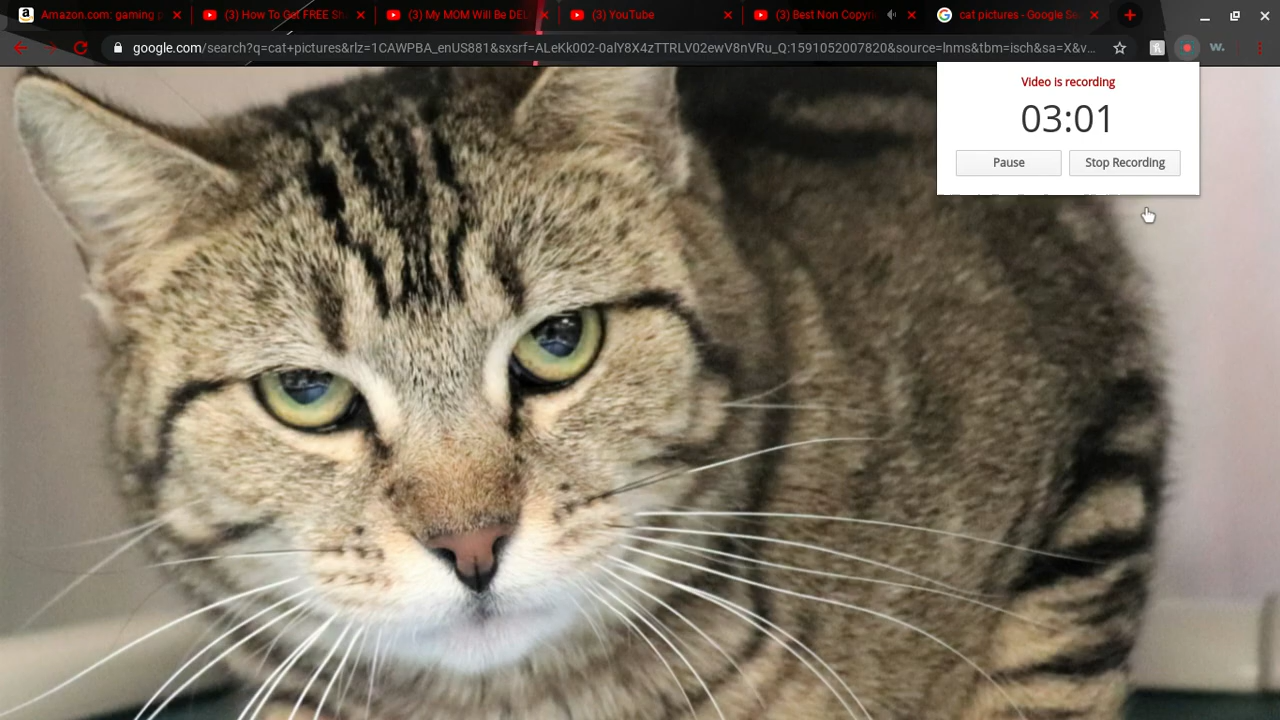 Amazon.com: gaming p
(3) How To Get FREE Sh
(3) My MOM Will Be DEL
(3) YouTube
(3) Best Non Copyri
cat pictures - Google Se
google.com/search?q=cat+pictures&rlz=1CAWPBA_enUS881&sxsrf=ALeKk002-0alY8X4zTTRLV02ewV8nVRu_Q:1591052007820&source=lnms&tbm=isch&sa=X&v...
w.
Video is recording
03:01
Pause Stop Recording